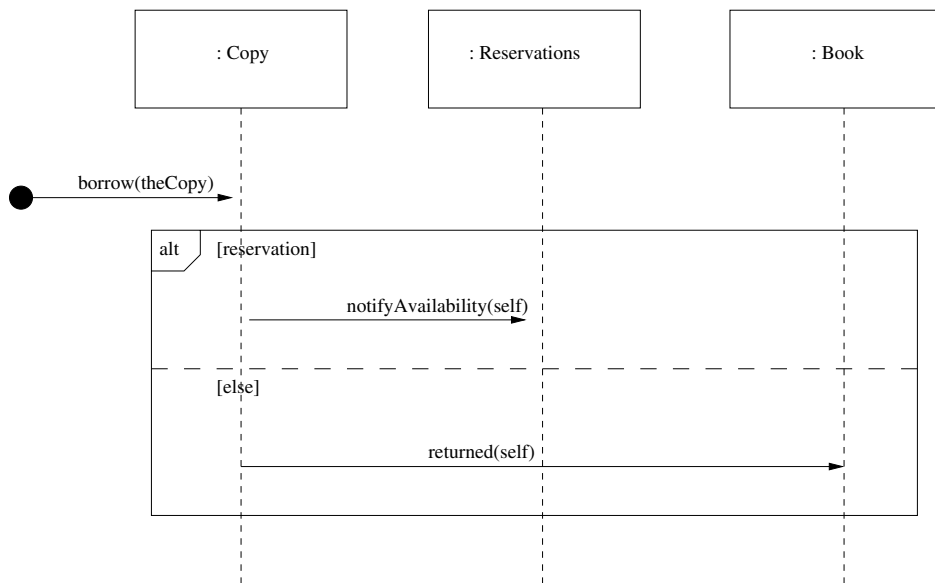 : Copy
: Reservations
: Book
borrow(theCopy)
alt
[reservation]
notifyAvailability(self)
[else]
returned(self)